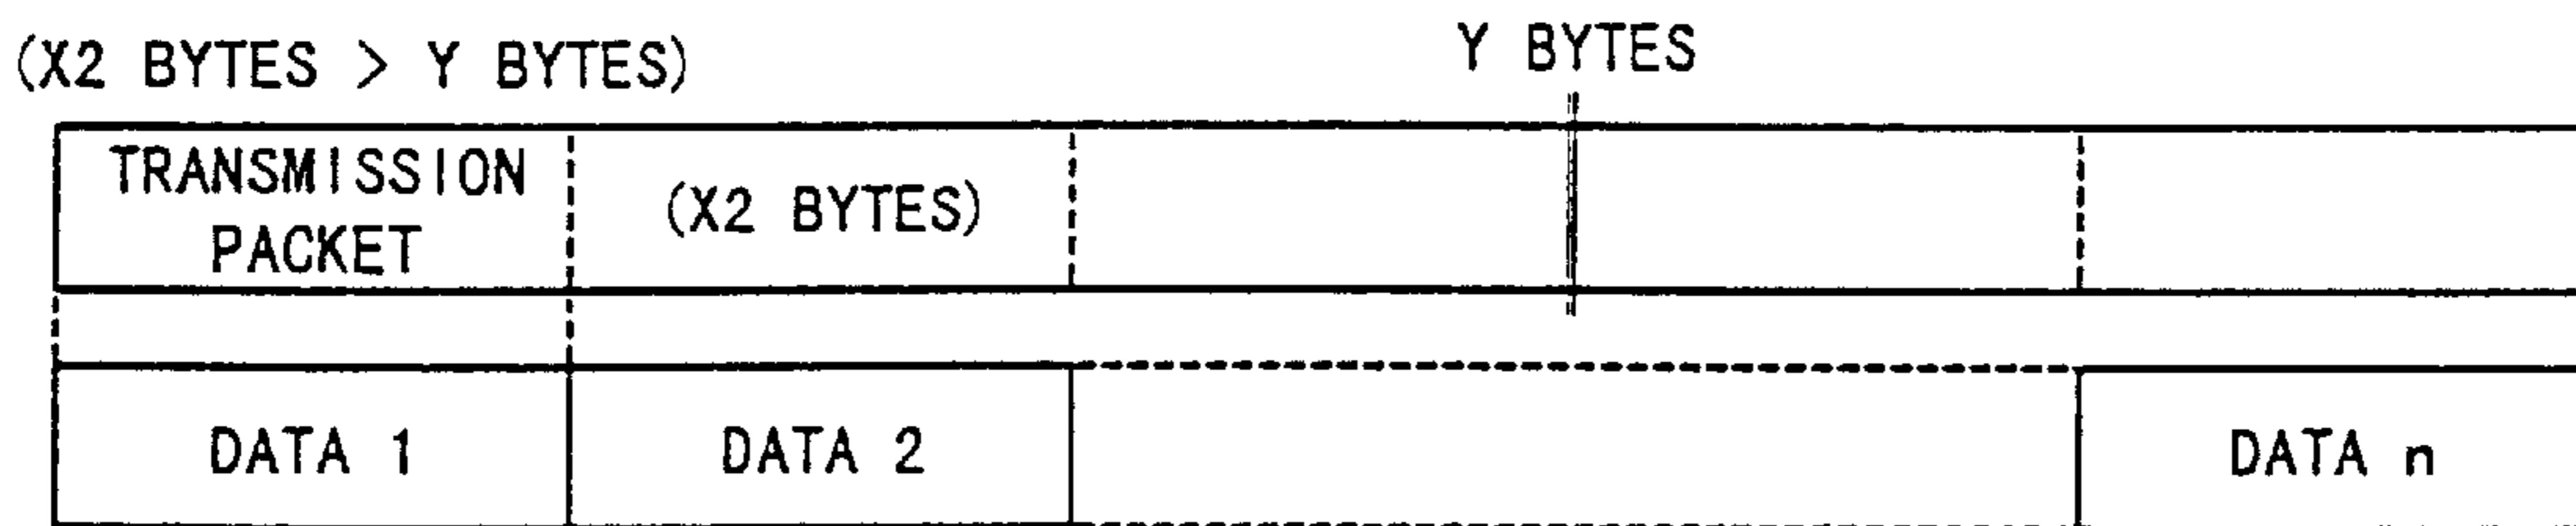 (X2 BYTES > Y BYTES)
Y BYTES
TRANSMISSION
PACKET
(X2 BYTES)
DATA 1
DATA 2
DATA n